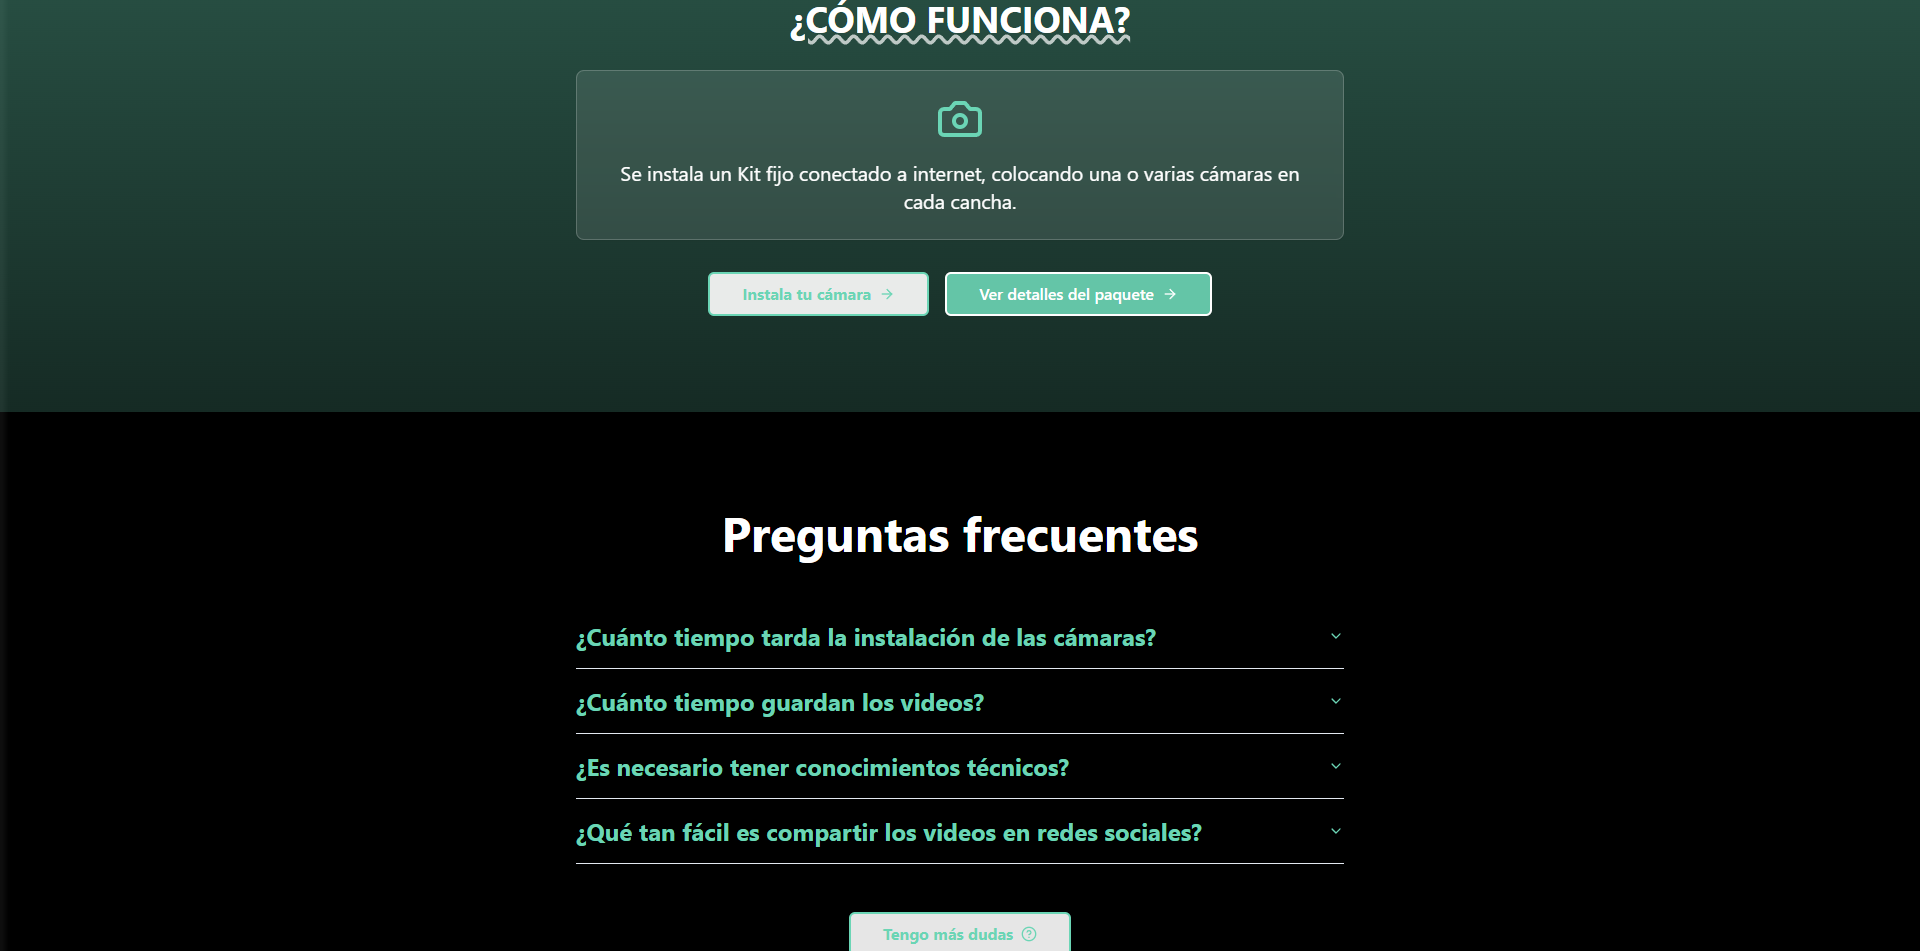 ¿CÓMO FUNCIONA?
Se instala un Kit fijo conectado a internet, colocando una o varias cámaras en
cada cancha.
Instala tu cámara
Ver detalles del paquete
Preguntas frecuentes
¿Cuánto tiempo tarda la instalación de las cámaras?
¿Cuánto tiempo guardan los videos?
¿Es necesario tener conocimientos técnicos?
¿Qué tan fácil es compartir los videos en redes sociales?
Tengo más dudas